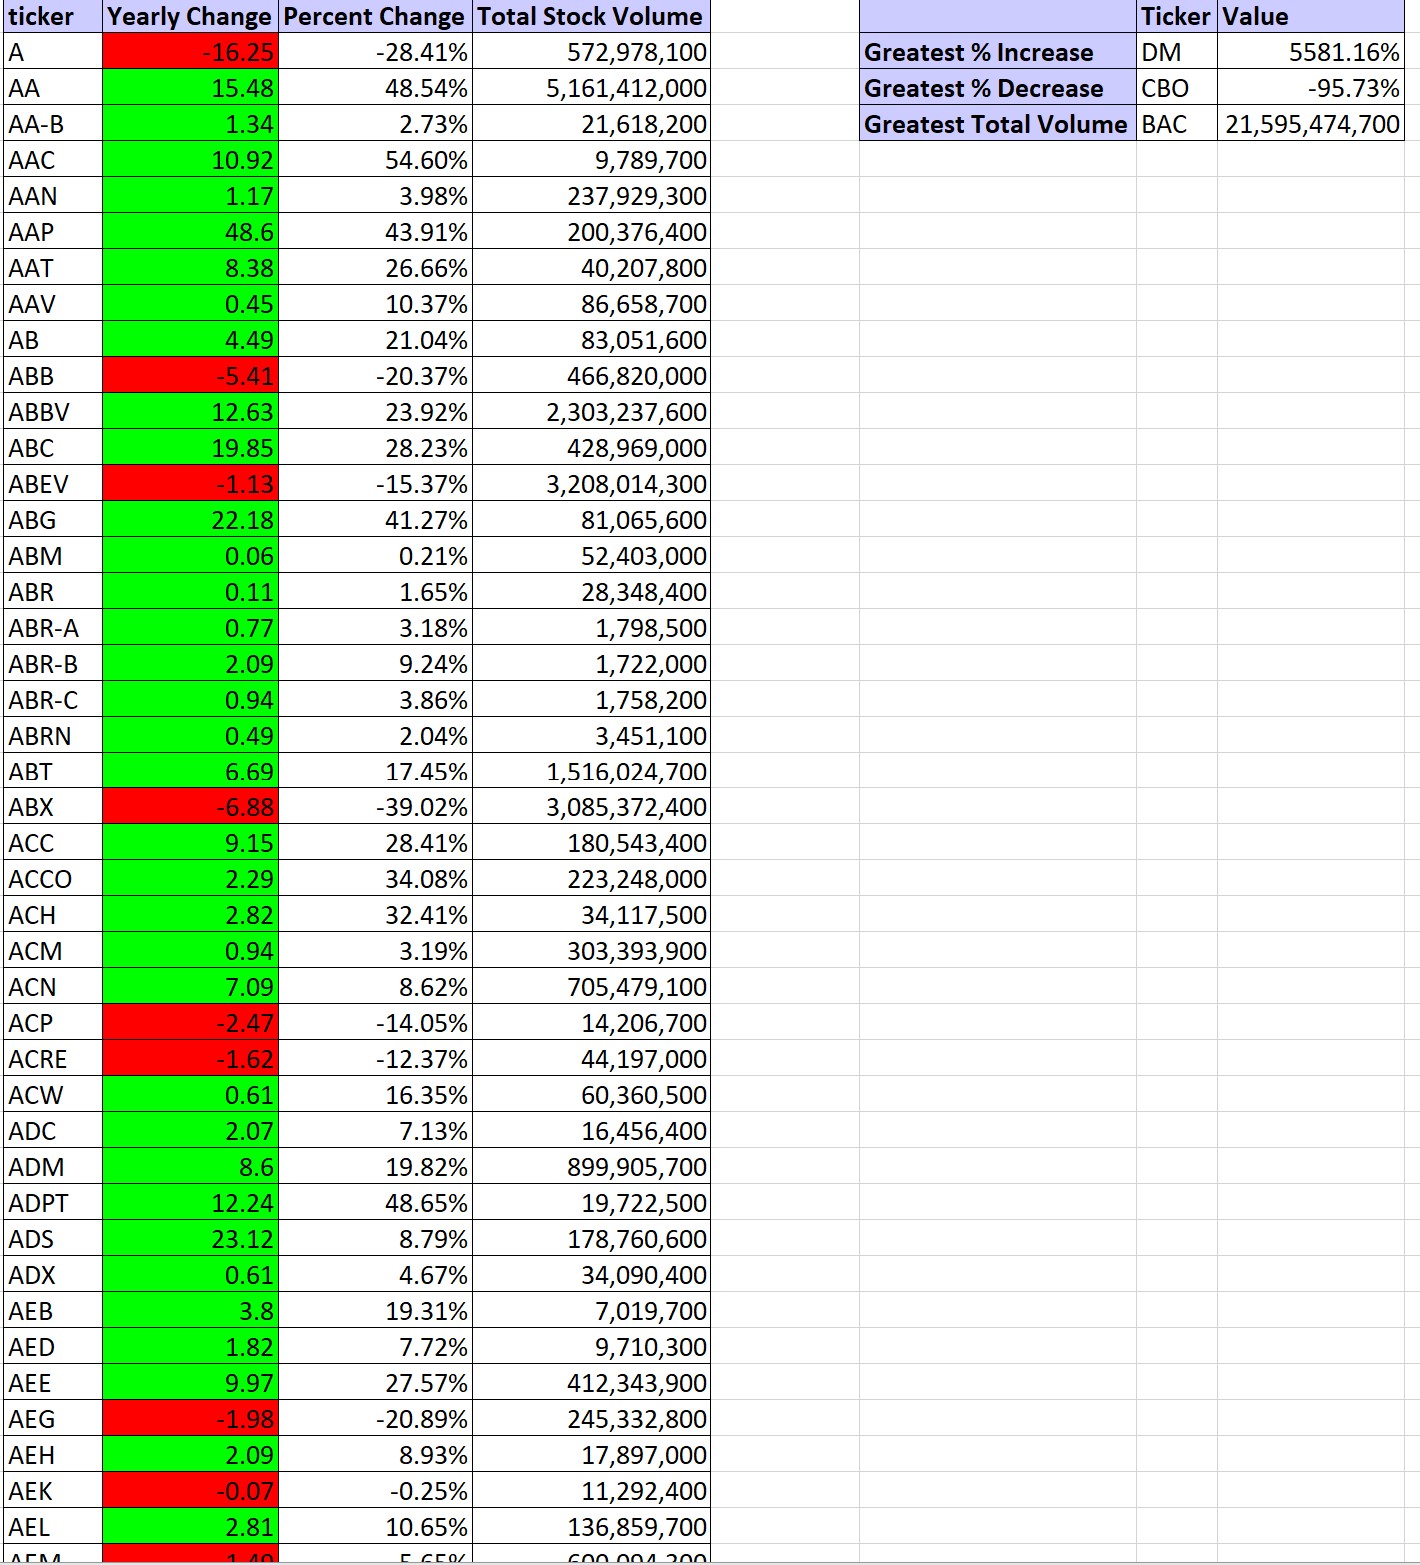 ticker Yearly Change Percent Change Total Stock Volume Ticker Value
A -16.25 -28.41% 572,978,100 Greatest % Increase DM 5581.16%
AA 15.48 48.54% 5,161,412,000 Greatest % Decrease CBO -95.73%
AA-B 1.34 2.73% 21,618,200 Greatest Total Volume BAC 21,595,474,700
AAC 10.92 54.60% 9,789,700
AAN 1.17 3.98% 237,929,300
AAP 48.6 43.91% 200,376,400
AAT 8.38 26.66% 40,207,800
AAV 0.45 10.37% 86,658,700
AB 4.49 21.04% 83,051,600
ABB -5.41 -20.37% 466,820,000
ABBV 12.63 23.92% 2,303,237,600
ABC 19.85 28.23% 428,969,000
ABEV -1.13 -15.37% 3,208,014,300
ABG 22.18 41.27% 81,065,600
ABM 0.06 0.21% 52,403,000
ABR 0.11 1.65% 28,348,400
ABR-A 0.77 3.18% 1,798,500
ABR-B 2.09 9.24% 1,722,000
ABR-C 0.94 3.86% 1,758,200
ABRN 0.49 2.04% 3,451,100
ABT 6.69 17.45% 1,516,024,700
ABX -6.88 -39.02% 3,085,372,400
ACC 9.15 28.41% 180,543,400
ACCO 2.29 34.08% 223,248,000
ACH 2.82 32.41% 34,117,500
ACM 0.94 3.19% 303,393,900
ACN 7.09 8.62% 705,479,100
ACP -2.47 -14.05% 14,206,700
ACRE -1.62 -12.37% 44,197,000
ACW 0.61 16.35% 60,360,500
ADC 2.07 7.13% 16,456,400
ADM 8.6 19.82% 899,905,700
ADPT 12.24 48.65% 19,722,500
ADS 23.12 8.79% 178,760,600
ADX 0.61 4.67% 34,090,400
AEB 3.8 19.31% 7,019,700
AED 1.82 7.72% 9,710,300
AEE 9.97 27.57% 412,343,900
AEG -1.98 -20.89% 245,332,800
AEH 2.09 8.93% 17,897,000
AEK -0.07 -0.25% 11,292,400
AEL 2.81 10.65% 136,859,700
AEM